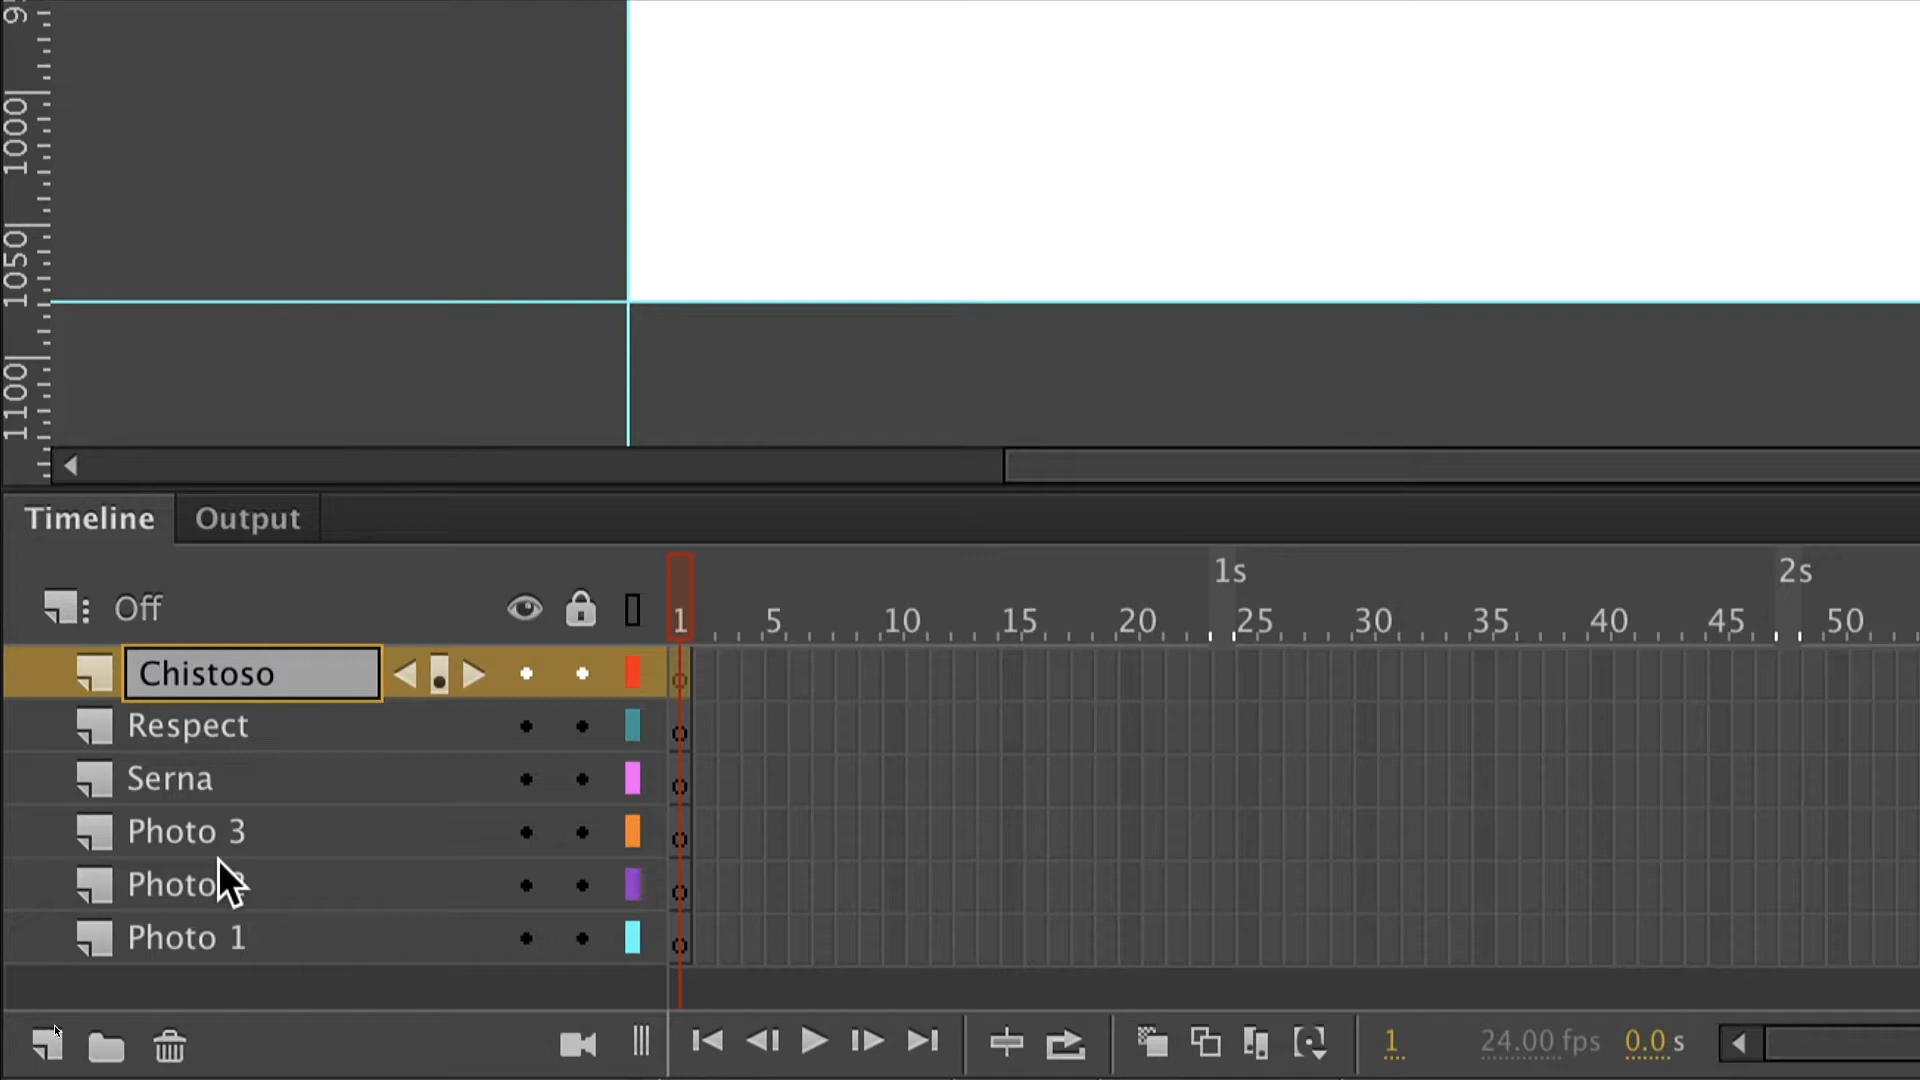 1000
1050
1100
Timeline Output
Off
1s 2s
1 5 10 15 20 25 30 35 40 45 50
Chistoso
Respect
Serna
Photo 3
Photo
Photo 1
1 24.00 fps 0.0 s